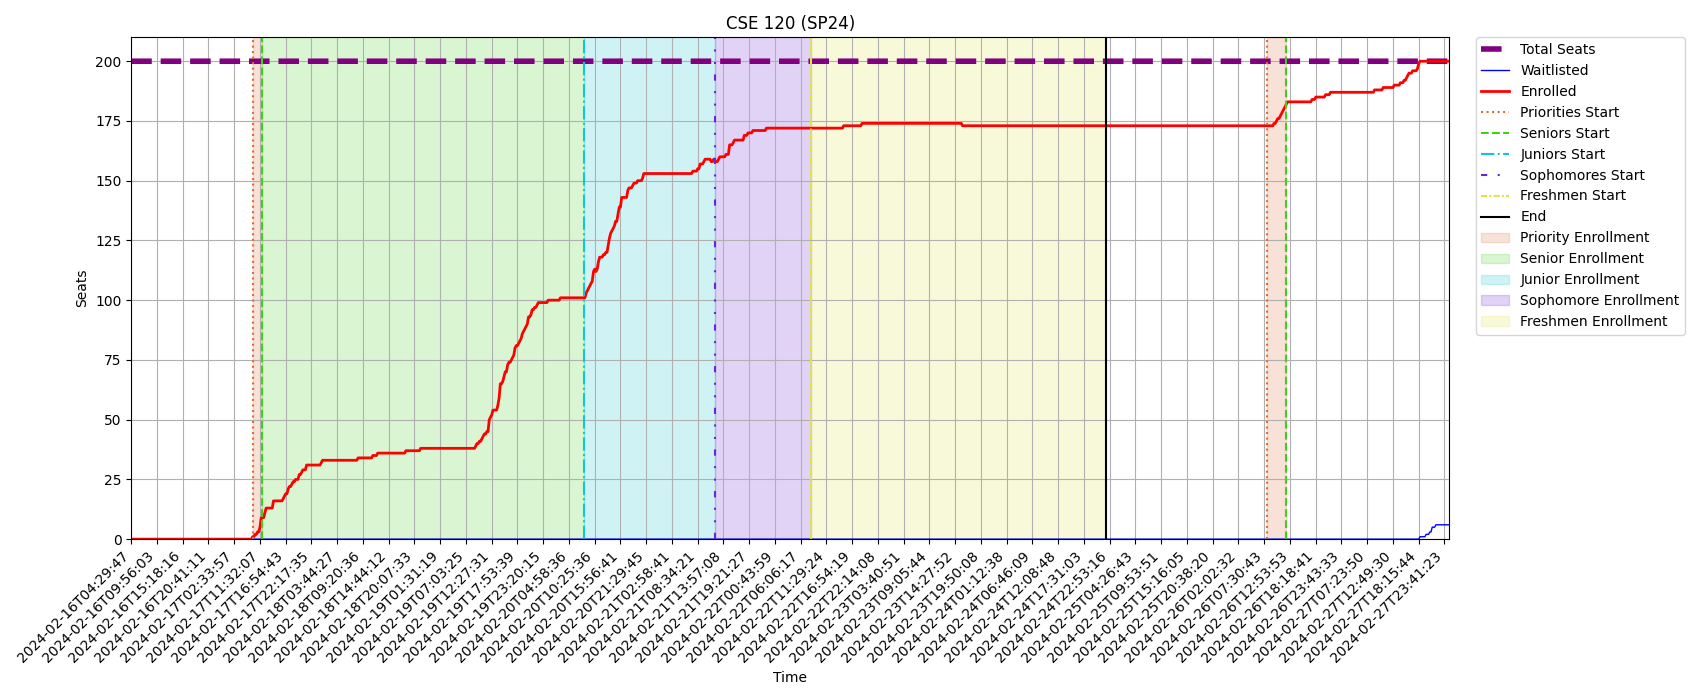 CSE 120 (SP24)
Seats
200
175
150
125
100
75
50
25
0
2024-02-16T04:29:47
2024-02-16T09:56:03
2024-02-16T15:18:16
2024-02-16T20:41:11
2024-02-17T02:33:57
2024-02-17T11:32:07
2024-02-17T16:54:43
2024-02-17T22:17:35
2024-02-18T03:44:27
2024-02-18T09:20:36
2024-02-18T14:44:12
2024-02-18T20:07:33
2024-02-19T01:31:19
2024-02-19T07:03:25
2024-02-19T12:27:31
2024-02-19T17:53:39
2024-02-19T23:20:15
2024-02-20T04:58:36
2024-02-20T10:25:36
2024-02-20T15:56:41
2024-02-20T21:29:45
2024-02-21T02:58:41
2024-02-21T08:34:21
2024-02-21T13:57:08
2024-02-21T19:21:27
2024-02-22T00:43:59
2024-02-22T06:06:17
2024-02-22T11:29:24
2024-02-22T16:54:19
2024-02-22T22:14:08
2024-02-23T03:40:51
2024-02-23T09:05:44
2024-02-23T14:27:52
2024-02-23T19:50:08
2024-02-24T01:12:38
2024-02-24T06:46:09
2024-02-24T12:08:48
2024-02-24T17:31:03
2024-02-24T22:53:16
2024-02-25T04:26:43
2024-02-25T09:53:51
2024-02-25T15:16:05
2024-02-25T20:38:20
2024-02-26T02:02:32
2024-02-26T07:30:43
2024-02-26T12:53:53
2024-02-26T18:18:41
2024-02-26T23:43:33
2024-02-27T07:23:50
2024-02-27T12:49:30
2024-02-27T18:15:44
2024-02-27T23:41:23
Time
Total Seats
Waitlisted
Enrolled
Priorities Start
Seniors Start
Juniors Start
Sophomores Start
Freshmen Start
End
Priority Enrollment
Senior Enrollment
Junior Enrollment
Sophomore Enrollment
Freshmen Enrollment